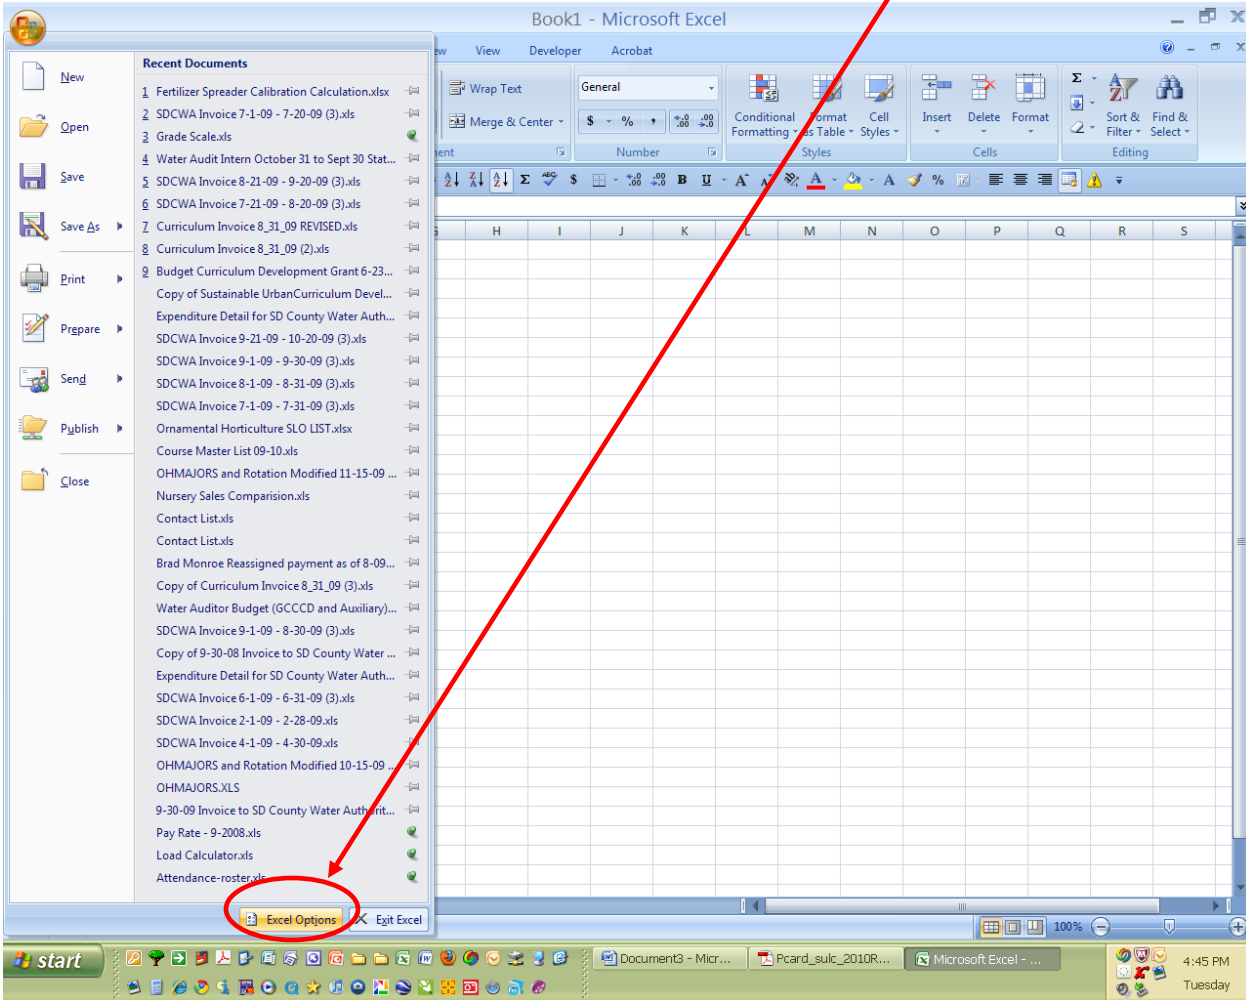 Book1 - Microsoft Excel
ew View Developer Acrobat
New
Open
Save
Save As
Print
Prepare
Send
Publish
Close
Recent Documents
1 Fertilizer Spreader Calibration Calculation.xlsx
2 SDCWA Invoice 7-1-09 - 7-20-09 (3).xls
3 Grade Scale.xls
4 Water Audit Intern October 31 to Sept 30 Stat...
5 SDCWA Invoice 8-21-09 - 9-20-09 (3).xls
6 SDCWA Invoice 7-21-09 - 8-20-09 (3).xls
7 Curriculum Invoice 8_31_09 REVISED.xls
8 Curriculum Invoice 8_31_09 (2).xls
9 Budget Curriculum Development Grant 6-23...
Copy of Sustainable UrbanCurriculum Devel...
Expenditure Detail for SD County Water Auth...
SDCWA Invoice 9-21-09 - 10-20-09 (3).xls
SDCWA Invoice 9-1-09 - 9-30-09 (3).xls
SDCWA Invoice 8-1-09 - 8-31-09 (3).xls
SDCWA Invoice 7-1-09 - 7-31-09 (3).xls
Ornamental Horticulture SLO LIST.xlsx
Course Master List 09-10.xls
OHMAJORS and Rotation Modified 11-15-09 ...
Nursery Sales Comparision.xls
Contact List.xls
Contact List.xls
Brad Monroe Reassigned payment as of 8-09...
Copy of Curriculum Invoice 8_31_09 (3).xls
Water Auditor Budget (GCCCD and Auxiliary)...
SDCWA Invoice 9-1-09 - 8-30-09 (3).xls
Copy of 9-30-08 Invoice to SD County Water ...
Expenditure Detail for SD County Water Auth...
SDCWA Invoice 6-1-09 - 6-31-09 (3).xls
SDCWA Invoice 2-1-09 - 2-28-09.xls
SDCWA Invoice 4-1-09 - 4-30-09.xls
OHMAJORS and Rotation Modified 10-15-09 ...
OHMAJORS.XLS
9-30-09 Invoice to SD County Water Authorit...
Pay Rate - 9-2008.xls
Load Calculator.xls
Attendance-roster.xls
Excel Options Exit Excel
Wrap Text
Merge & Center
ment
General
$ % , .00
Number
Conditional Formatting
Format as Table
Cell Styles
Styles
Insert Delete Format
Cells
Σ
Sort & Filter
Find & Select
Editing
Σ ABC $ .00 B U A A A A %
G H I J K L M N O P Q R S
100%
start
Document3 - Micr...
Pcard_sulc_2010R...
Microsoft Excel - ...
4:45 PM
Tuesday